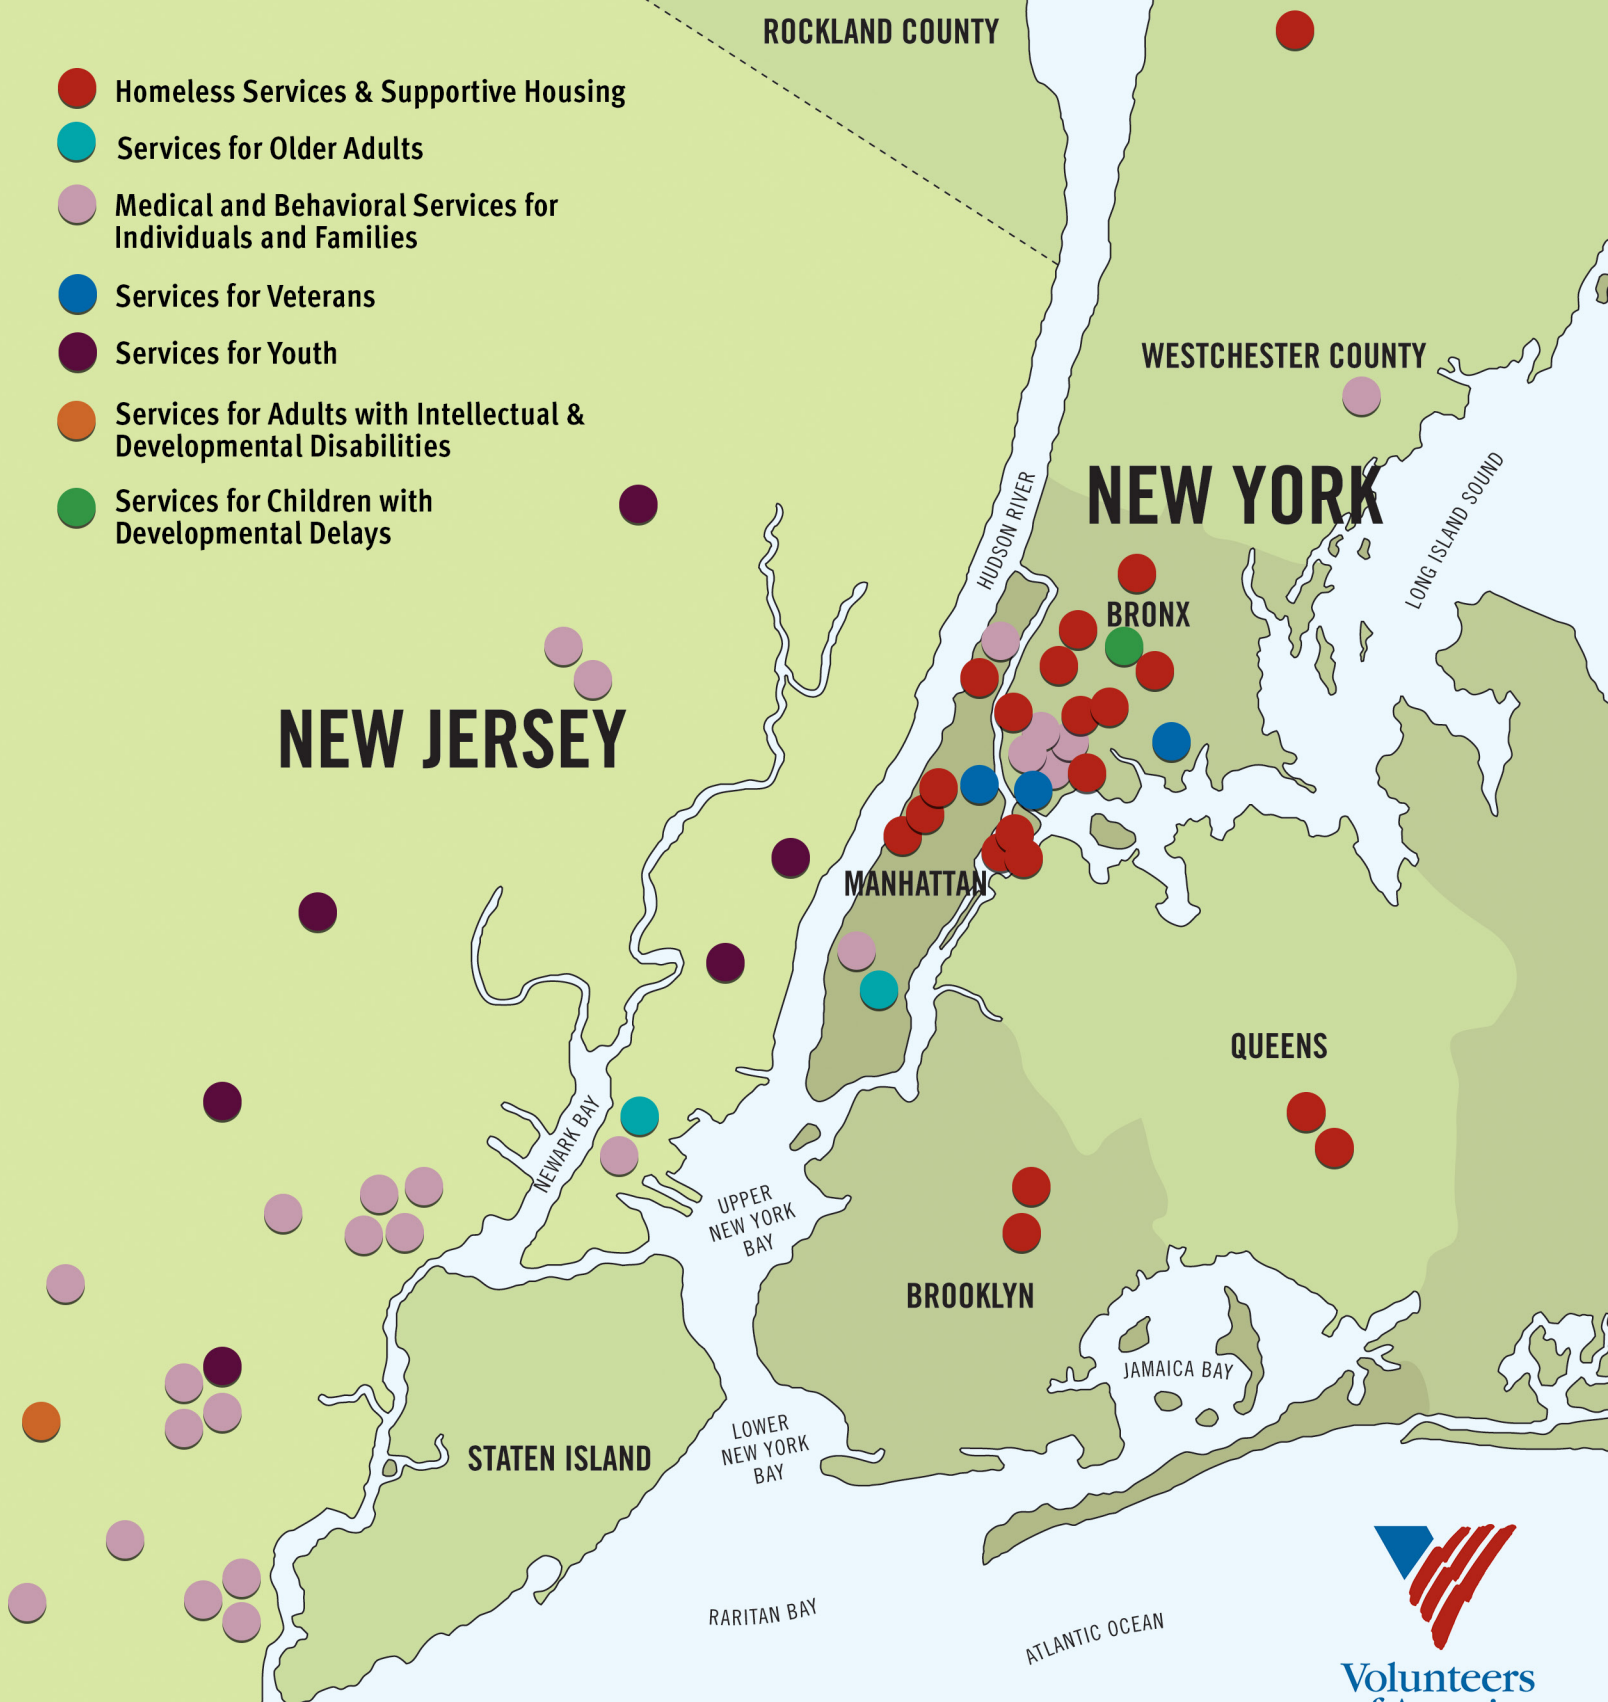 ROCKLAND COUNTY
Homeless Services & Supportive Housing
Services for Older Adults
Medical and Behavioral Services for
Individuals and Families
Services for Veterans
Services for Youth
Services for Adults with Intellectual &
Developmental Disabilities
Services for Children with
Developmental Delays
WESTCHESTER COUNTY
NEW YORK
HUDSON RIVER
LONG ISLAND SOUND
BRONX
NEW JERSEY
MANHATTAN
QUEENS
NEWARK BAY
UPPER
NEW YORK
BAY
BROOKLYN
JAMAICA BAY
LOWER
NEW YORK
BAY
STATEN ISLAND
RARITAN BAY
ATLANTIC OCEAN
Volunteers